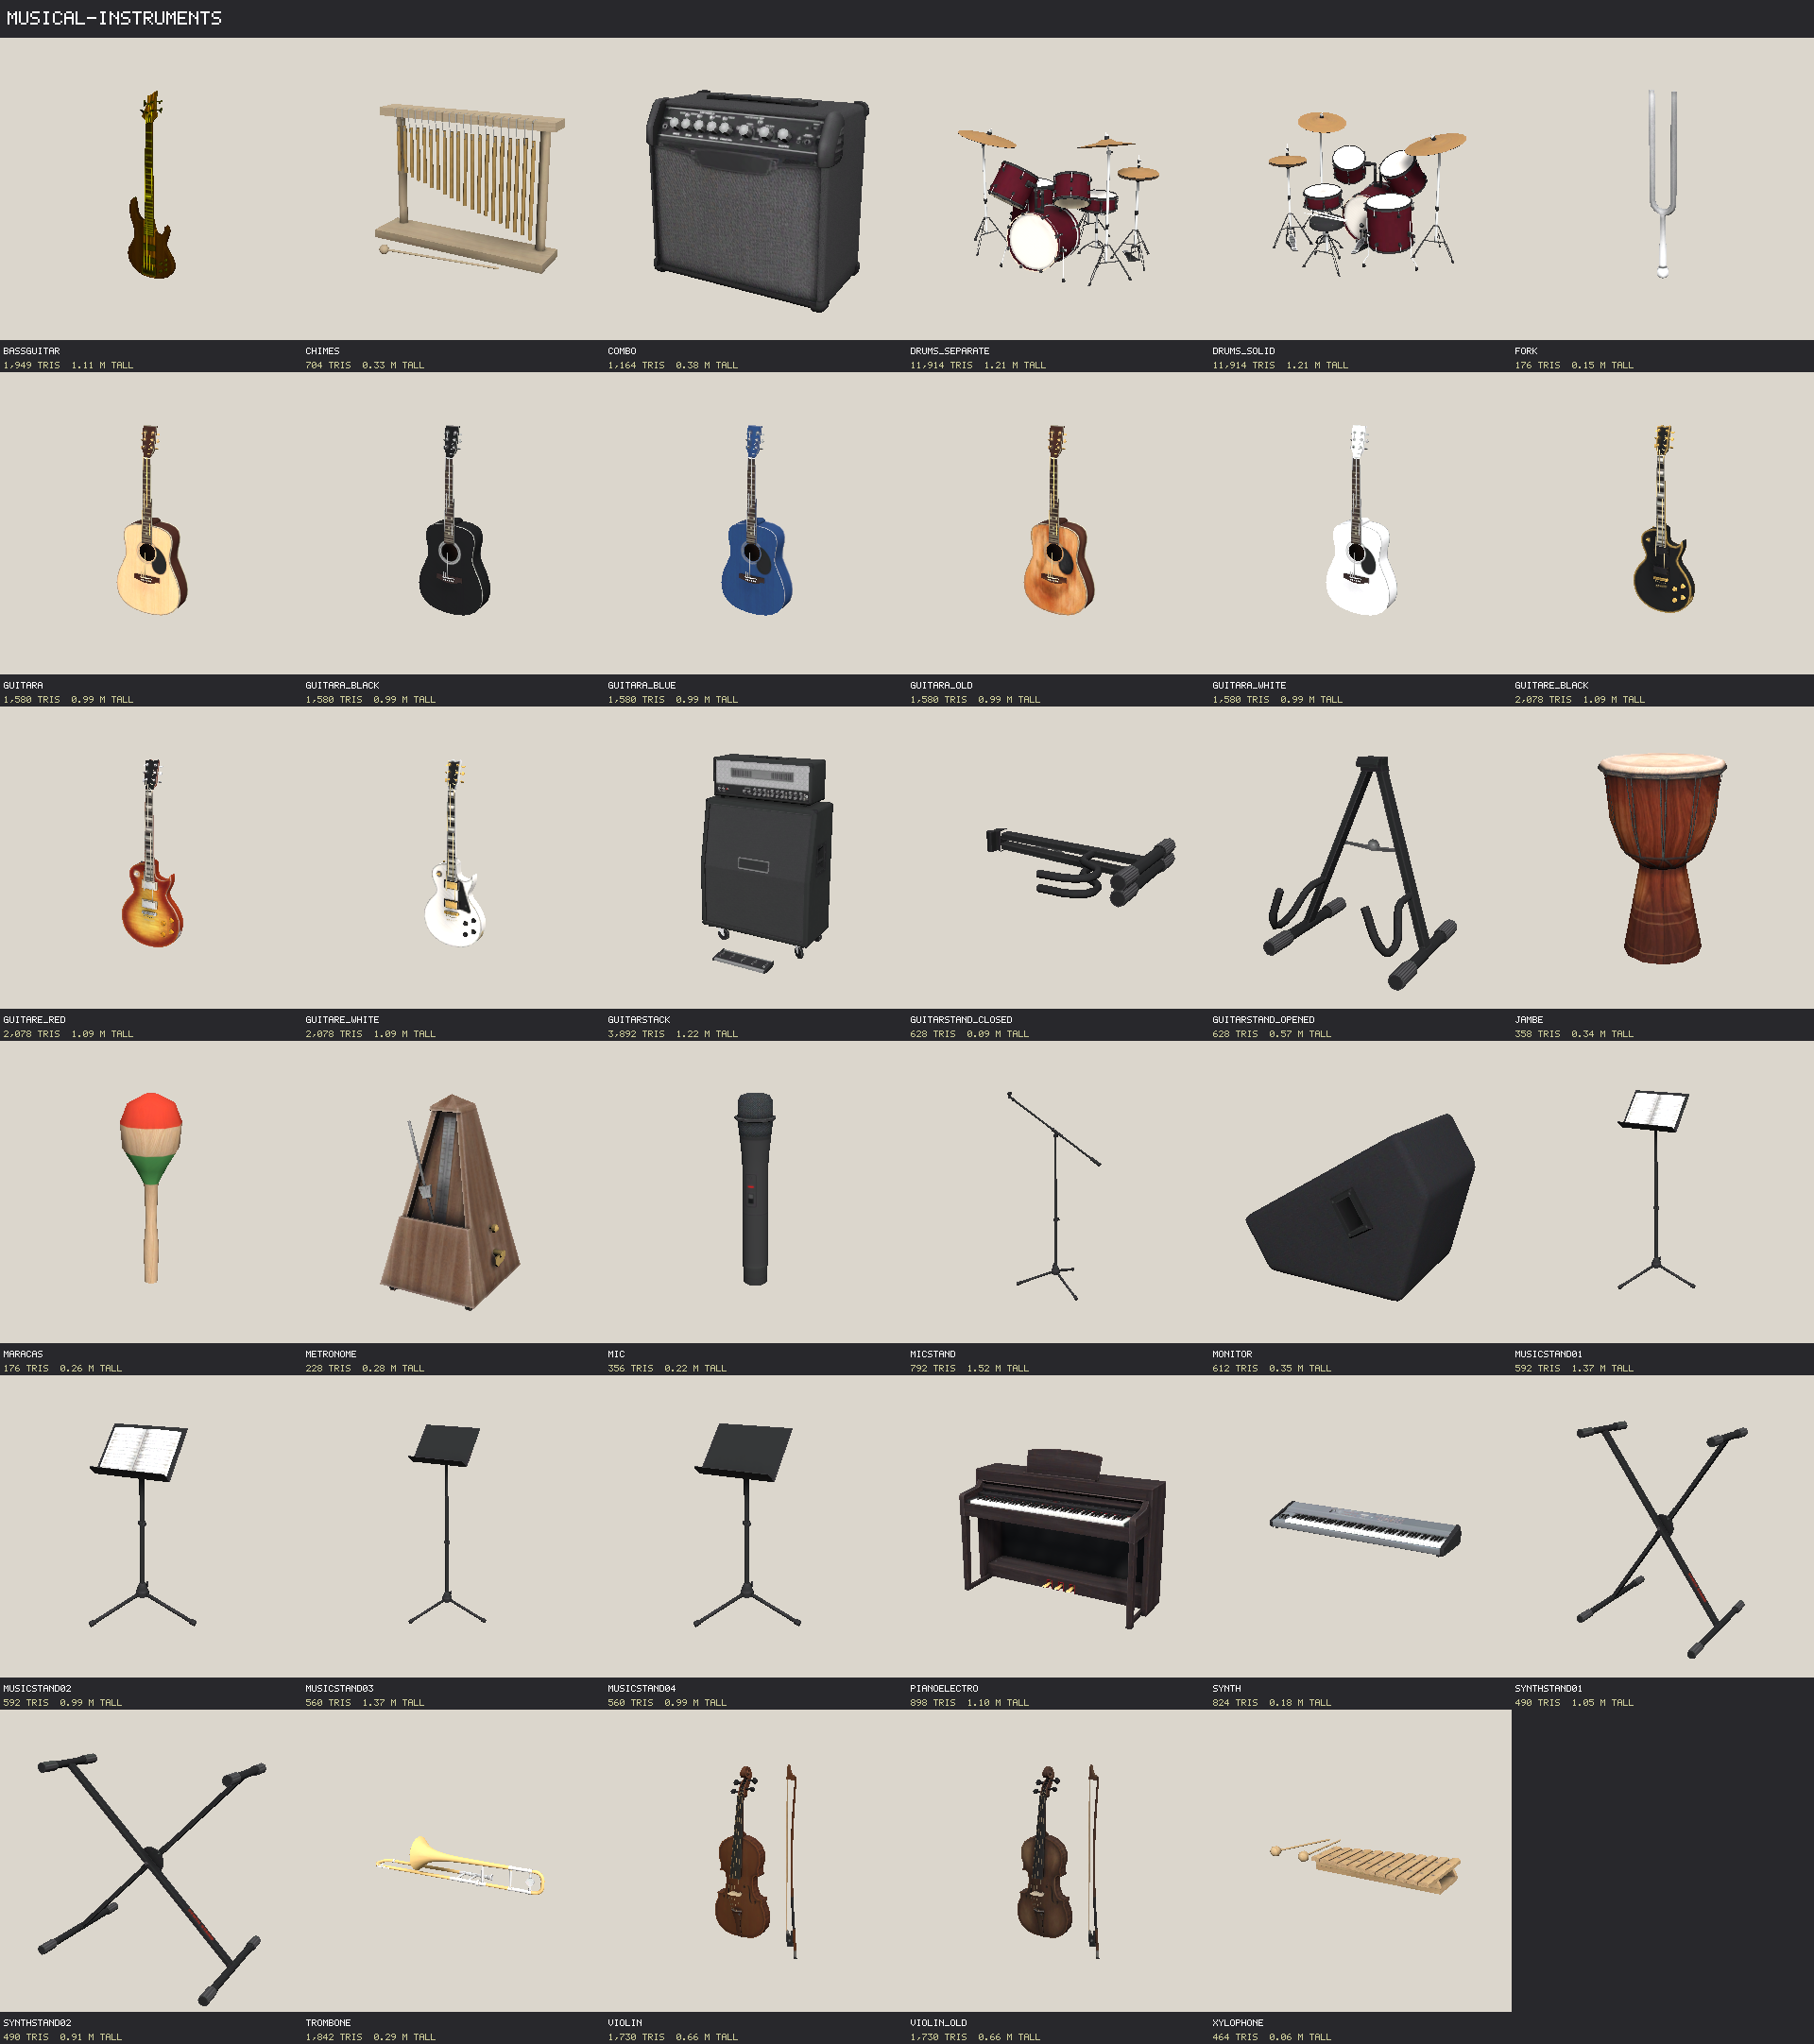 MUSICAL-INSTRUMENTS
BASSGUITAR
1,949 TRIS 1.11 M TALL
CHIMES
704 TRIS 0.33 M TALL
COMBO
1,164 TRIS 0.38 M TALL
DRUMS_SEPARATE
11,914 TRIS 1.21 M TALL
DRUMS_SOLID
11,914 TRIS 1.21 M TALL
FORK
176 TRIS 0.15 M TALL
GUITARA
1,580 TRIS 0.99 M TALL
GUITARA_BLACK
1,580 TRIS 0.99 M TALL
GUITARA_BLUE
1,580 TRIS 0.99 M TALL
GUITARA_OLD
1,580 TRIS 0.99 M TALL
GUITARA_WHITE
1,580 TRIS 0.99 M TALL
GUITARE_BLACK
2,078 TRIS 1.09 M TALL
GUITARE_RED
2,078 TRIS 1.09 M TALL
GUITARE_WHITE
2,078 TRIS 1.09 M TALL
GUITARSTACK
3,892 TRIS 1.22 M TALL
GUITARSTAND_CLOSED
628 TRIS 0.09 M TALL
GUITARSTAND_OPENED
628 TRIS 0.57 M TALL
JAMBE
358 TRIS 0.34 M TALL
MARACAS
176 TRIS 0.26 M TALL
METRONOME
228 TRIS 0.28 M TALL
MIC
356 TRIS 0.22 M TALL
MICSTAND
792 TRIS 1.52 M TALL
MONITOR
612 TRIS 0.35 M TALL
MUSICSTAND01
592 TRIS 1.37 M TALL
MUSICSTAND02
592 TRIS 0.99 M TALL
MUSICSTAND03
560 TRIS 1.37 M TALL
MUSICSTAND04
560 TRIS 0.99 M TALL
PIANOELECTRO
898 TRIS 1.10 M TALL
SYNTH
824 TRIS 0.18 M TALL
SYNTHSTAND01
490 TRIS 1.05 M TALL
SYNTHSTAND02
490 TRIS 0.91 M TALL
TROMBONE
1,842 TRIS 0.29 M TALL
VIOLIN
1,730 TRIS 0.66 M TALL
VIOLIN_OLD
1,730 TRIS 0.66 M TALL
XYLOPHONE
464 TRIS 0.06 M TALL